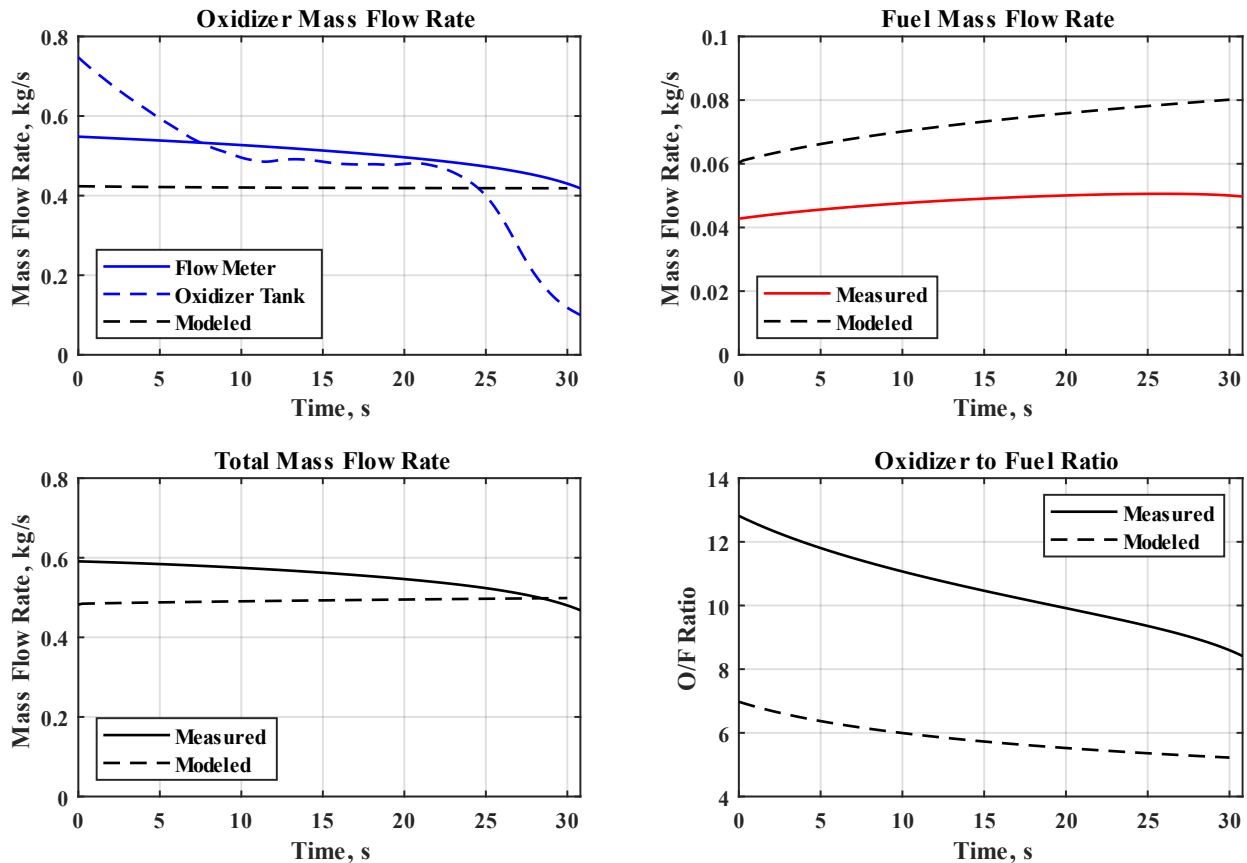 Oxidizer Mass Flow Rate
Mass Flow Rate, kg/s
0.8
0.6
0.4
0.2
0
Flow Meter
Oxidizer Tank
Modeled
0 5 10 15 20 25 30
Time, s
Fuel Mass Flow Rate
Mass Flow Rate, kg/s
0.1
0.08
0.06
0.04
0.02
0
Measured
Modeled
0 5 10 15 20 25 30
Time, s
Total Mass Flow Rate
Mass Flow Rate, kg/s
0.8
0.6
0.4
0.2
0
Measured
Modeled
0 5 10 15 20 25 30
Time, s
Oxidizer to Fuel Ratio
O/F Ratio
14
12
10
8
6
4
Measured
Modeled
0 5 10 15 20 25 30
Time, s